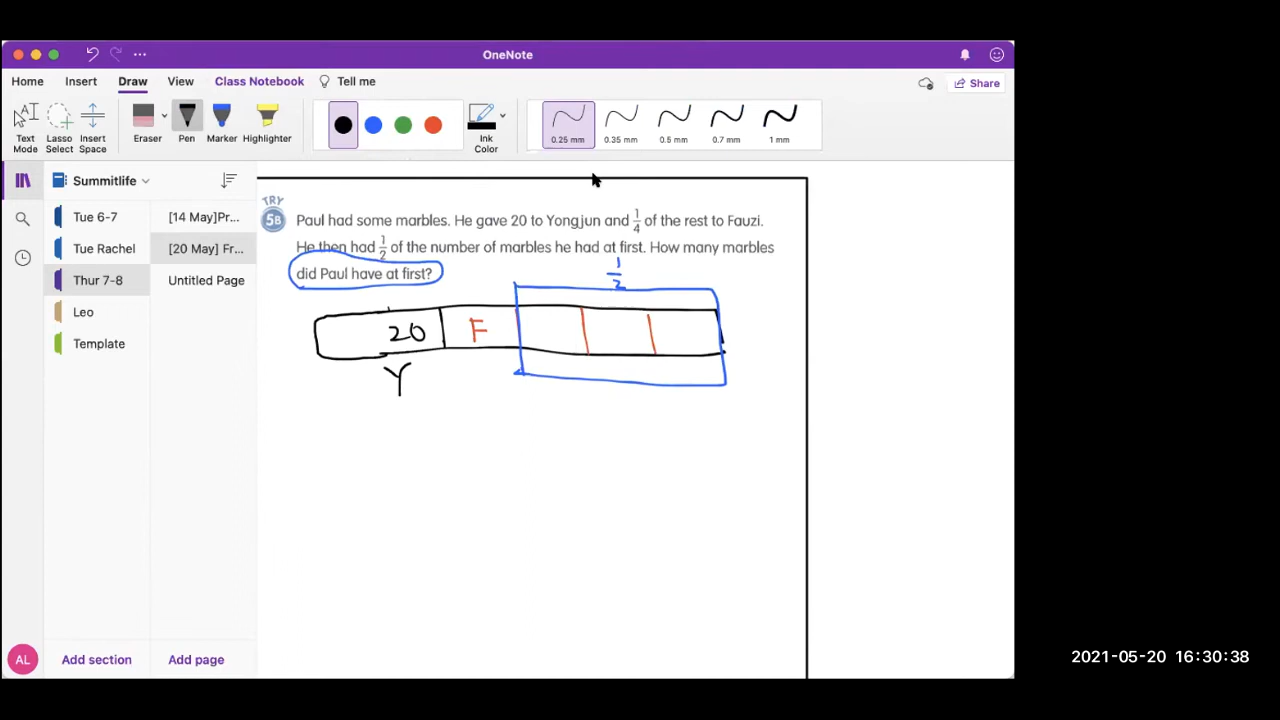 OneNote
Home Insert Draw View Class Notebook Tell me Share
Text Mode Lasso Select Insert Space Eraser Pen Marker Highlighter Ink Color 0.25 mm 0.35 mm 0.5 mm 0.7 mm 1 mm
Summitlife
Tue 6-7
Tue Rachel
Thur 7-8
Leo
Template
[14 May]Pr...
[20 May] Fr...
Untitled Page
TRY
5B
Paul had some marbles. He gave 20 to Yongjun and 1/4 of the rest to Fauzi.
He then had 1/2 of the number of marbles he had at first. How many marbles
did Paul have at first?
1/2
20 F
Y
AL Add section Add page
2021-05-20 16:30:38